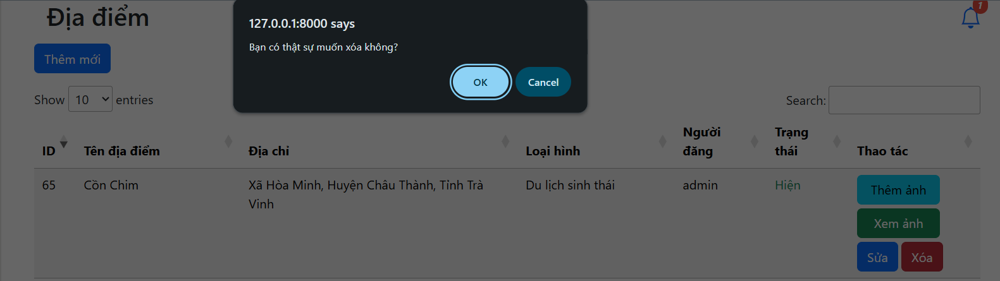 Địa điểm
127.0.0.1:8000 says
Bạn có thật sự muốn xóa không?
OK Cancel
1
Thêm mới
Show 10 entries
Search:
ID Tên địa điểm Địa chỉ Loại hình Người đăng Trạng thái Thao tác
65 Cồn Chim Xã Hòa Minh, Huyện Châu Thành, Tỉnh Trà Vinh Du lịch sinh thái admin Hiện
Thêm ảnh
Xem ảnh
Sửa Xóa